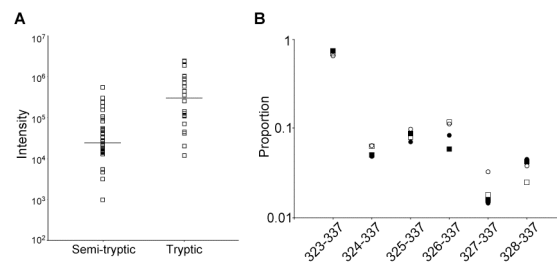 A
B
Intensity
10⁷
10⁶
10⁵
10⁴
10³
10²
Semi-tryptic Tryptic
Proportion
1
0.1
0.01
323-337 324-337 325-337 326-337 327-337 328-337